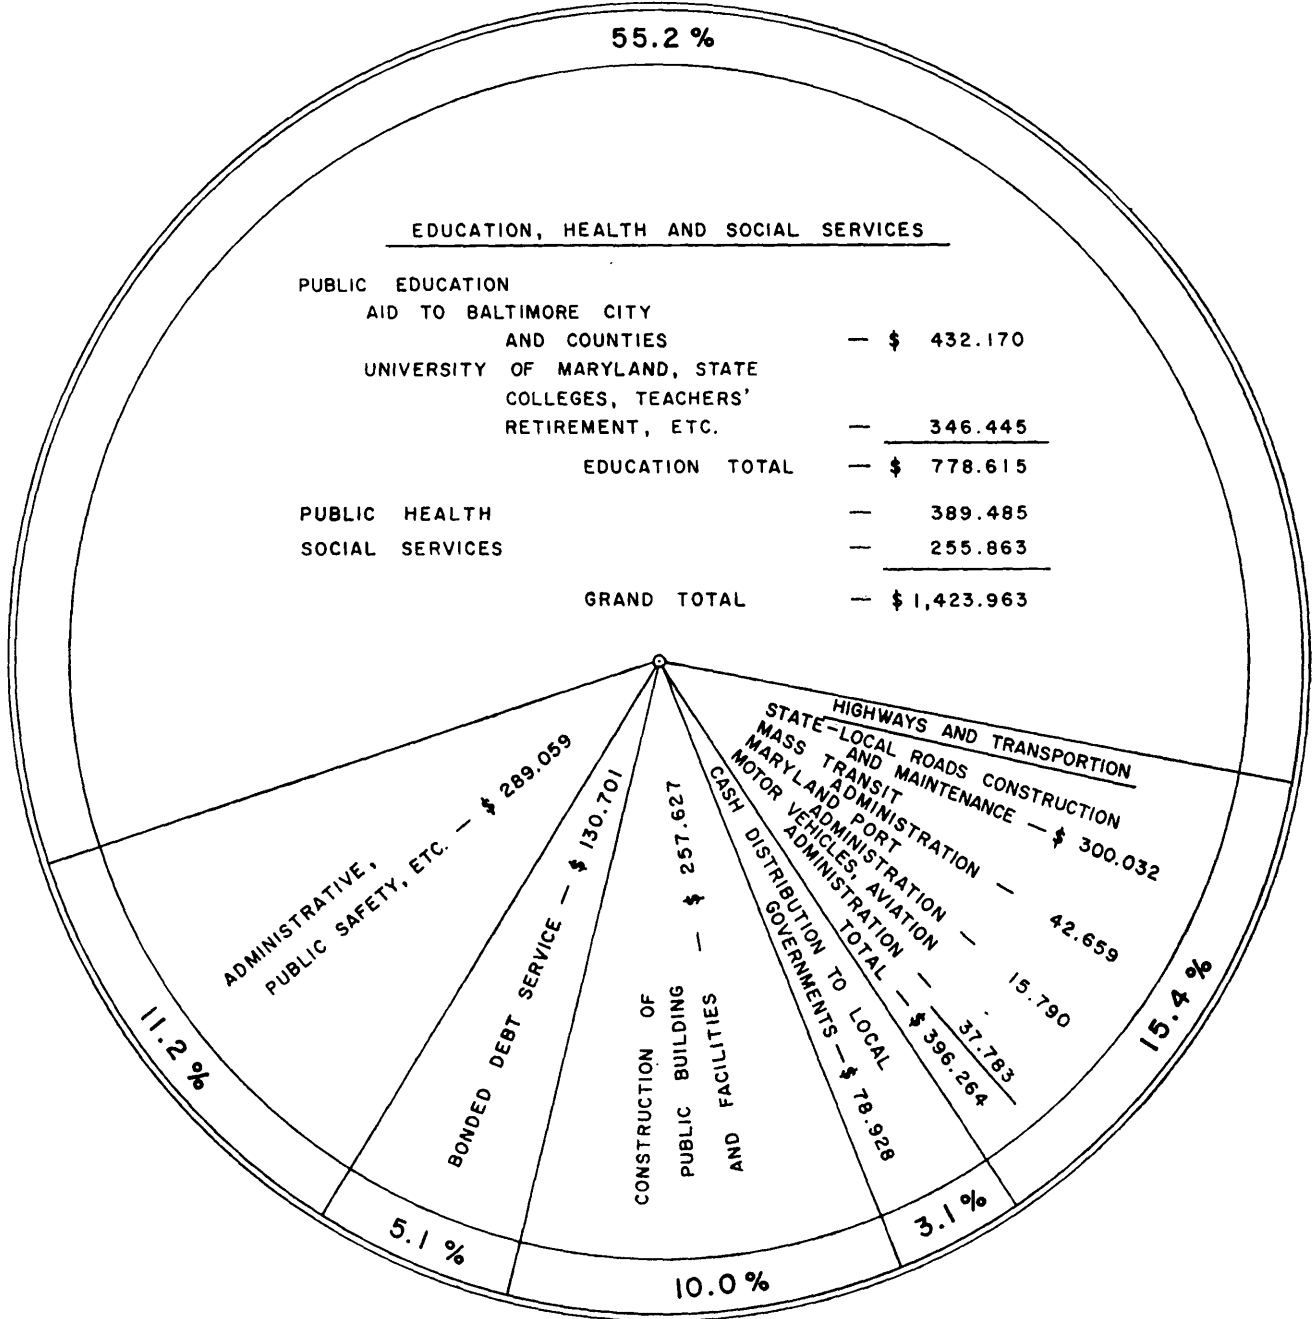 55.2 %
EDUCATION, HEALTH AND SOCIAL SERVICES
PUBLIC EDUCATION
AID TO BALTIMORE CITY
AND COUNTIES — $ 432.170
UNIVERSITY OF MARYLAND, STATE
COLLEGES, TEACHERS'
RETIREMENT, ETC. — 346.445
EDUCATION TOTAL — $ 778.615
PUBLIC HEALTH — 389.485
SOCIAL SERVICES — 255.863
GRAND TOTAL — $ 1,423.963
HIGHWAYS AND TRANSPORTION
STATE-LOCAL ROADS CONSTRUCTION
AND MAINTENANCE — $ 300.032
MASS TRANSIT
ADMINISTRATION — 42.659
MARYLAND PORT
ADMINISTRATION — 15.790
MOTOR VEHICLES, AVIATION
ADMINISTRATION — 37.783
TOTAL — $ 396.264
15.4 %
CASH DISTRIBUTION TO LOCAL
GOVERNMENTS — $ 78.928
3.1 %
CONSTRUCTION OF
PUBLIC BUILDING — $ 257.627
AND FACILITIES
10.0 %
BONDED DEBT SERVICE — $ 130.701
5.1 %
ADMINISTRATIVE,
PUBLIC SAFETY, ETC. — $ 289.059
11.2 %